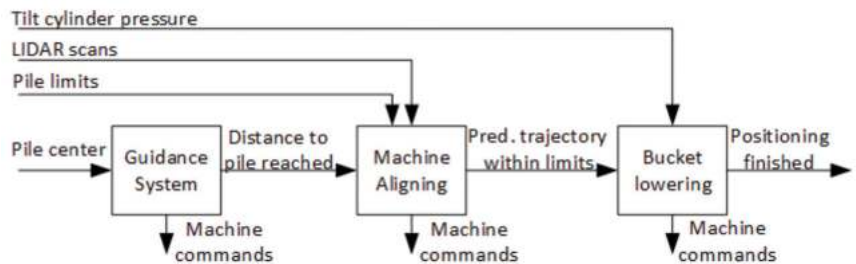 Tilt cylinder pressure
LIDAR scans
Pile limits
Pile center
Guidance
System
Distance to
pile reached
Machine
Aligning
Pred. trajectory
within limits
Bucket
lowering
Positioning
finished
Machine
commands
Machine
commands
Machine
commands